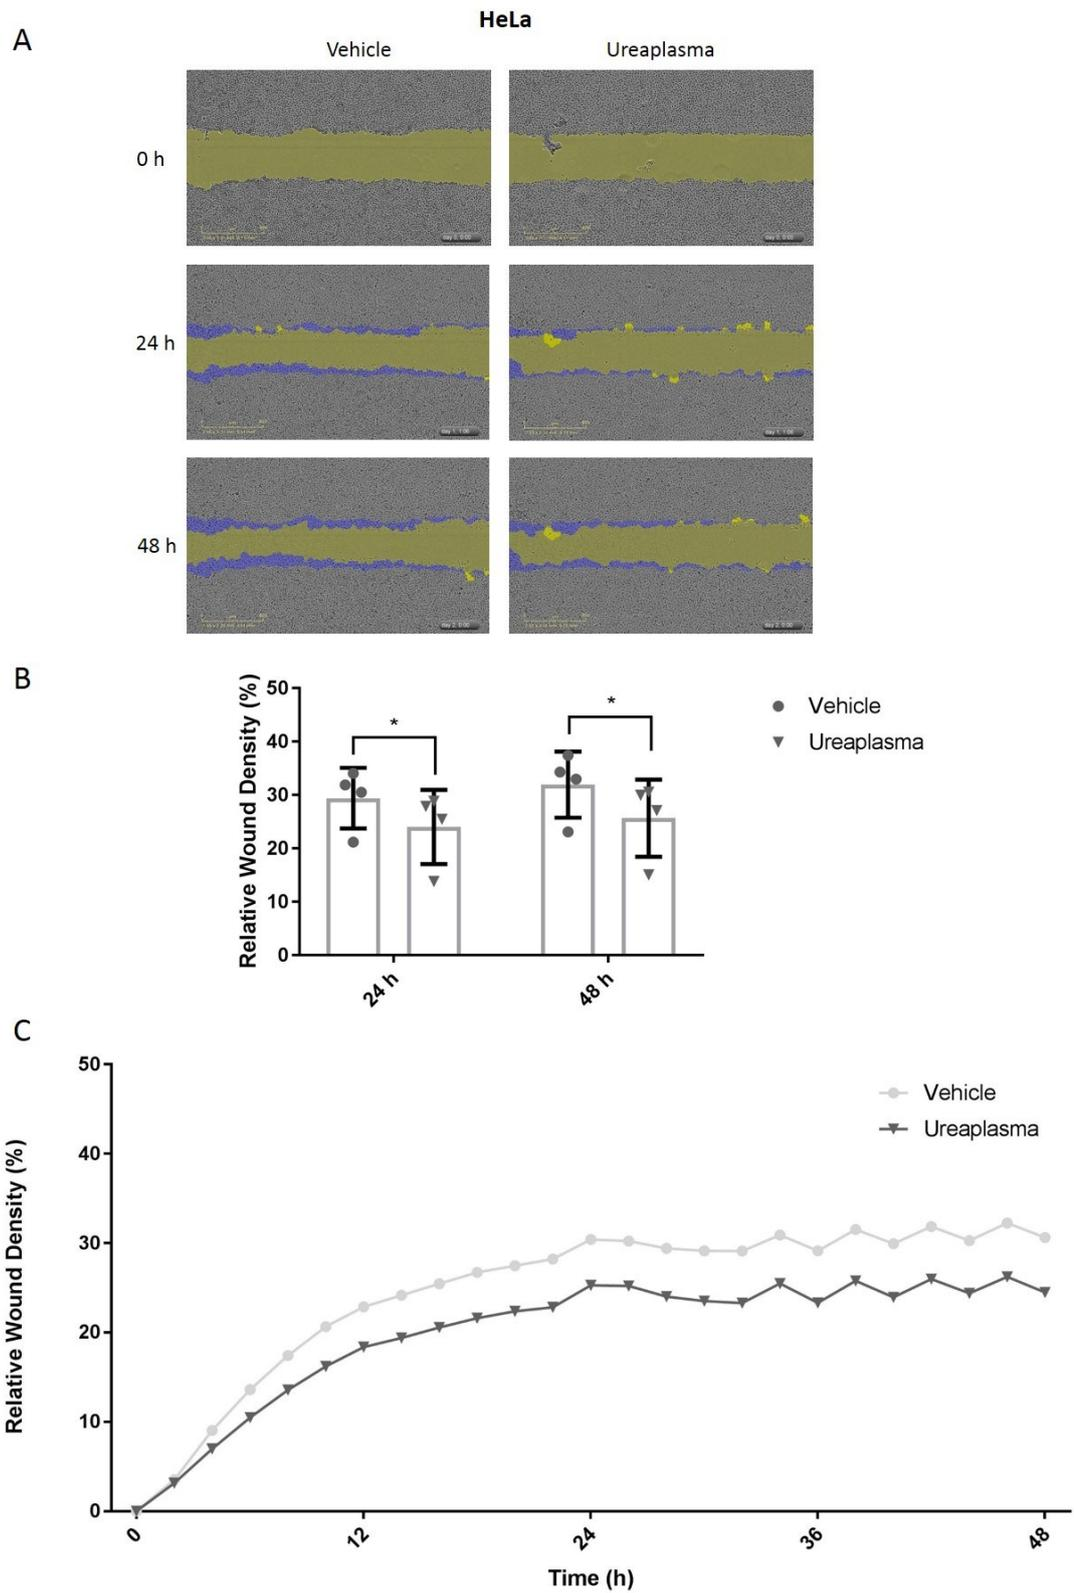 HeLa
A
Vehicle
Ureaplasma
0 h
24 h
48 h
B
Relative Wound Density (%)
50
40
30
20
10
0
*
*
24 h
48 h
Vehicle
Ureaplasma
C
Relative Wound Density (%)
50
40
30
20
10
0
Vehicle
Ureaplasma
0
12
24
36
48
Time (h)